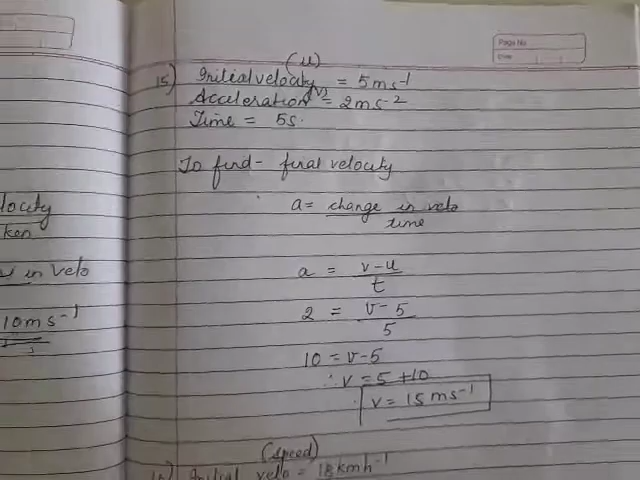 Page No
Date
(u)
15) Initial velocity = 5ms⁻¹
Acceleration (v) = 2ms⁻²
Time = 5s.
To find - final velocity
locity
a = change in velo
time
ken
in velo
a = v-u
t
2 = v-5
5
10ms⁻¹
10 = v-5
∴ v = 5+10
v = 15ms⁻¹
(speed)
Initial velo = 18kmh⁻¹